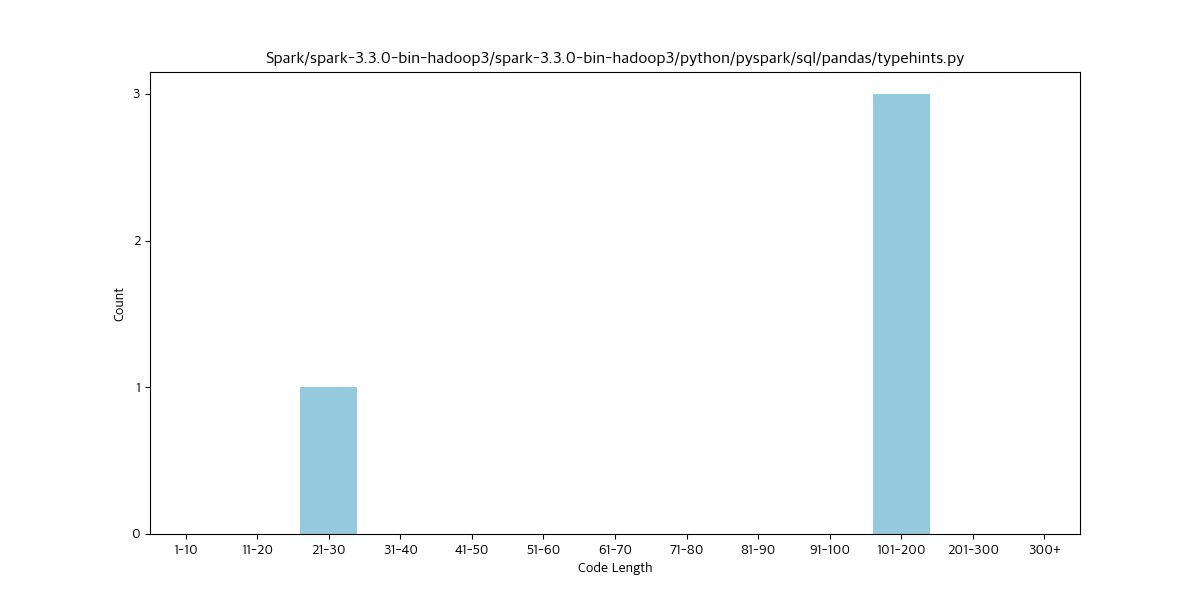 Spark/spark-3.3.0-bin-hadoop3/spark-3.3.0-bin-hadoop3/python/pyspark/sql/pandas/typehints.py
3
2
1
0
Count
1-10 11-20 21-30 31-40 41-50 51-60 61-70 71-80 81-90 91-100 101-200 201-300 300+
Code Length